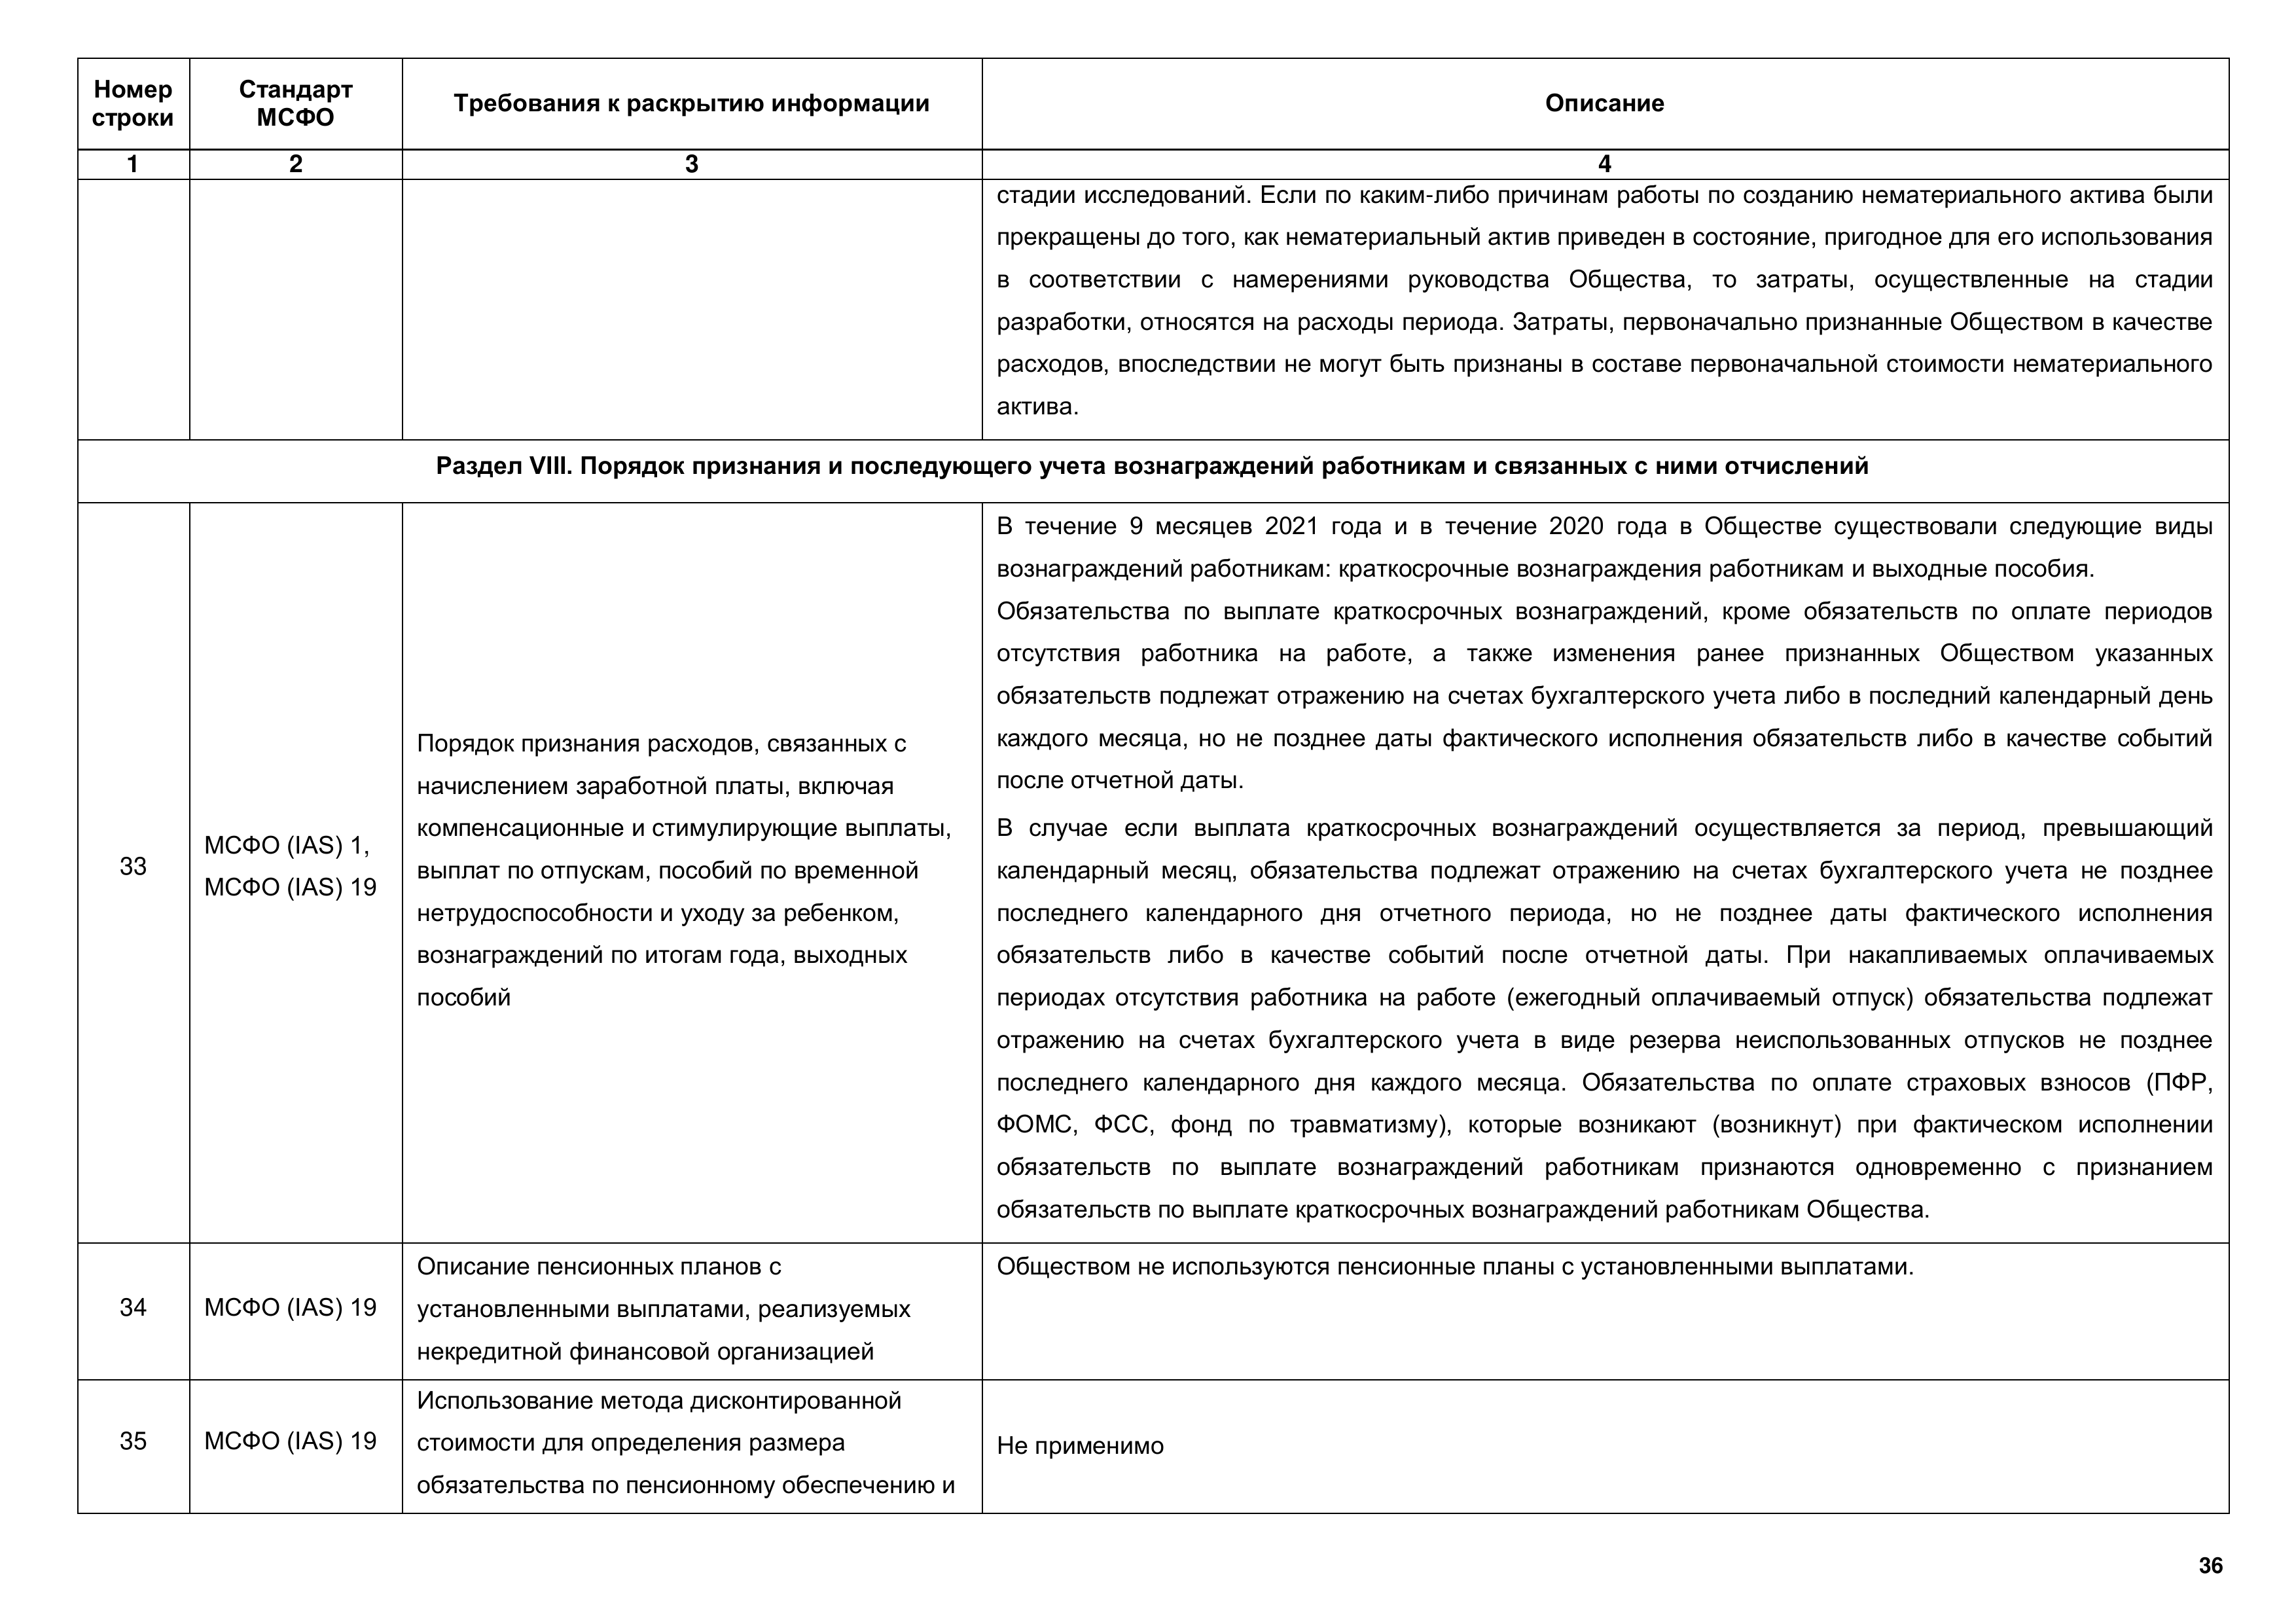 Номер строки
Стандарт МСФО
Требования к раскрытию информации
Описание
1
2
3
4
стадии исследований. Если по каким-либо причинам работы по созданию нематериального актива были
прекращены до того, как нематериальный актив приведен в состояние, пригодное для его использования
в соответствии с намерениями руководства Общества, то затраты, осуществленные на стадии
разработки, относятся на расходы периода. Затраты, первоначально признанные Обществом в качестве
расходов, впоследствии не могут быть признаны в составе первоначальной стоимости нематериального
актива.
Раздел VIII. Порядок признания и последующего учета вознаграждений работникам и связанных с ними отчислений
33
МСФО (IAS) 1,
МСФО (IAS) 19
Порядок признания расходов, связанных с
начислением заработной платы, включая
компенсационные и стимулирующие выплаты,
выплат по отпускам, пособий по временной
нетрудоспособности и уходу за ребенком,
вознаграждений по итогам года, выходных
пособий
В течение 9 месяцев 2021 года и в течение 2020 года в Обществе существовали следующие виды
вознаграждений работникам: краткосрочные вознаграждения работникам и выходные пособия.
Обязательства по выплате краткосрочных вознаграждений, кроме обязательств по оплате периодов
отсутствия работника на работе, а также изменения ранее признанных Обществом указанных
обязательств подлежат отражению на счетах бухгалтерского учета либо в последний календарный день
каждого месяца, но не позднее даты фактического исполнения обязательств либо в качестве событий
после отчетной даты.
В случае если выплата краткосрочных вознаграждений осуществляется за период, превышающий
календарный месяц, обязательства подлежат отражению на счетах бухгалтерского учета не позднее
последнего календарного дня отчетного периода, но не позднее даты фактического исполнения
обязательств либо в качестве событий после отчетной даты. При накапливаемых оплачиваемых
периодах отсутствия работника на работе (ежегодный оплачиваемый отпуск) обязательства подлежат
отражению на счетах бухгалтерского учета в виде резерва неиспользованных отпусков не позднее
последнего календарного дня каждого месяца. Обязательства по оплате страховых взносов (ПФР,
ФОМС, ФСС, фонд по травматизму), которые возникают (возникнут) при фактическом исполнении
обязательств по выплате вознаграждений работникам признаются одновременно с признанием
обязательств по выплате краткосрочных вознаграждений работникам Общества.
34
МСФО (IAS) 19
Описание пенсионных планов с
установленными выплатами, реализуемых
некредитной финансовой организацией
Обществом не используются пенсионные планы с установленными выплатами.
35
МСФО (IAS) 19
Использование метода дисконтированной
стоимости для определения размера
обязательства по пенсионному обеспечению и
Не применимо
36